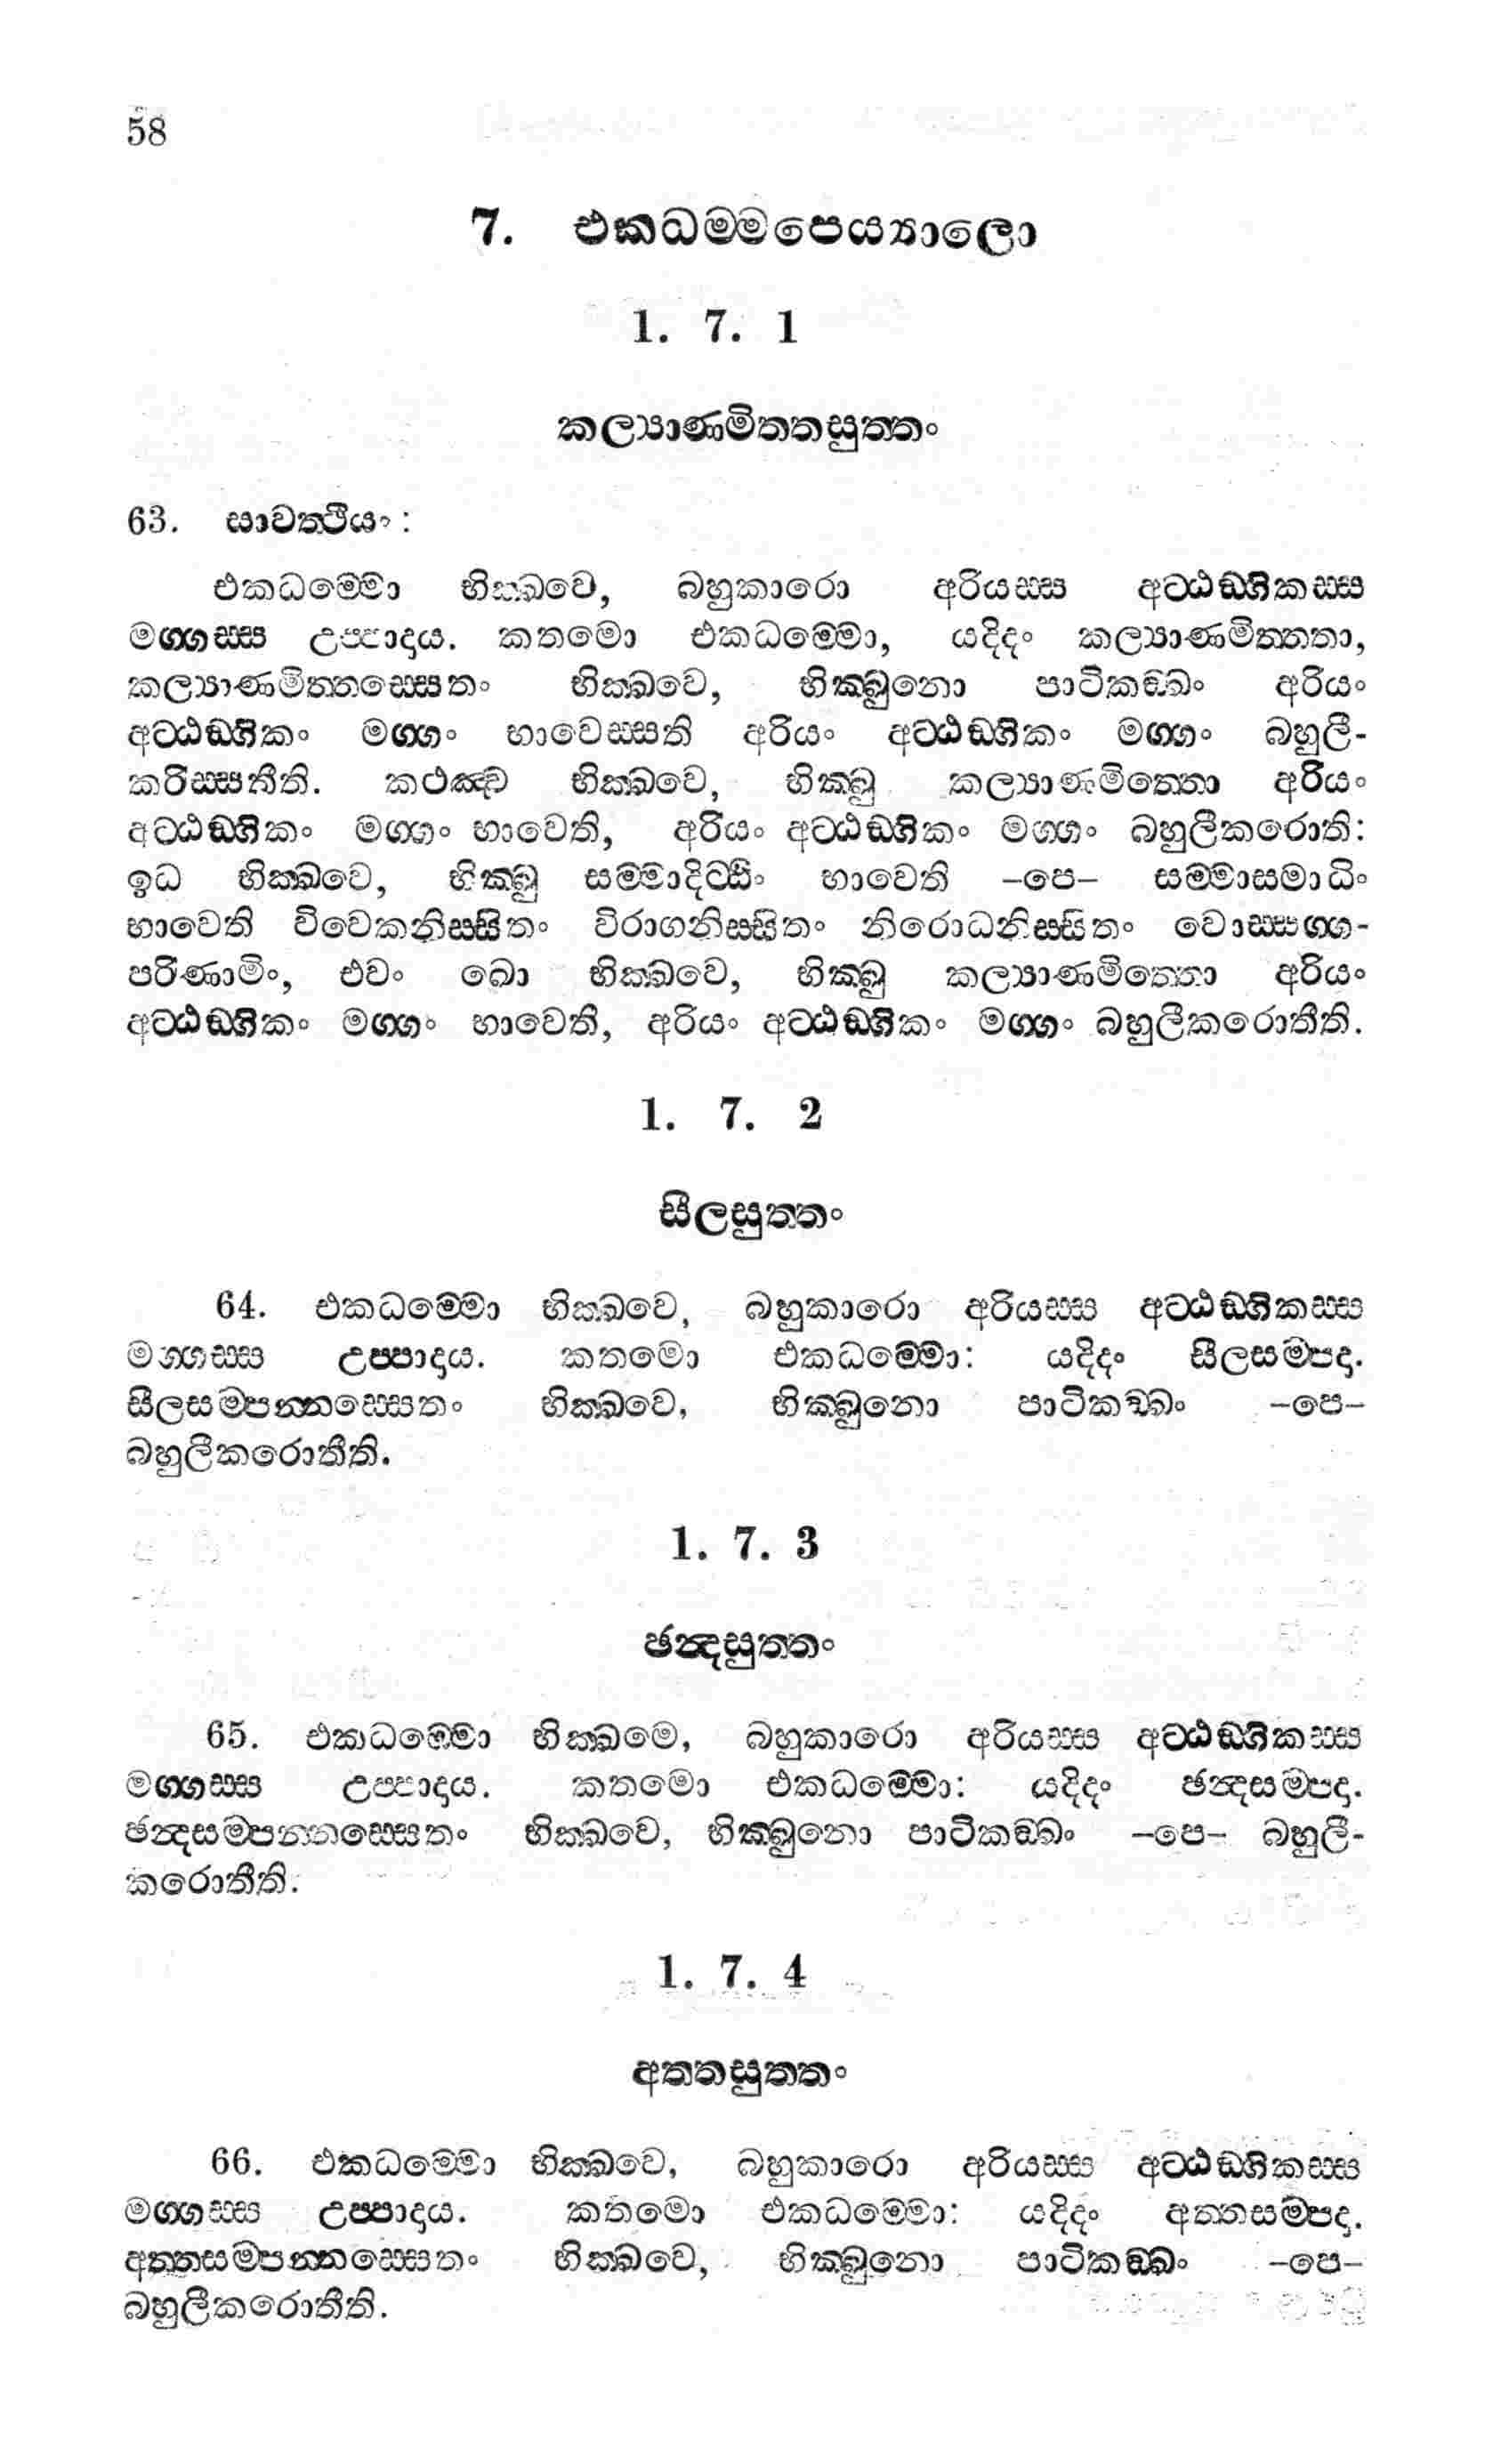 58
7. එකධම්මපෙය්‍යාලො
1. 7. 1
කල්‍යාණමිත්තසුත්තං
63. සාවත්ථියං :
එකධම්මො භික්ඛවෙ, බහුකාරො අරියස්ස අට්ඨඞ්ගිකස්ස
මග්ගස්ස උප්පාදාය. කතමො එකධම්මො, යදිදං කල්‍යාණමිත්තතා,
කල්‍යාණමිත්තස්සෙතං භික්ඛවෙ, භික්ඛුනො පාටිකඞ්ඛං අරියං
අට්ඨඞ්ගිකං මග්ගං භාවෙස්සති අරියං අට්ඨඞ්ගිකං මග්ගං බහුලී-
කරිස්සතීති. කථඤ්ච භික්ඛවෙ, භික්ඛු කල්‍යාණමිත්තො අරියං
අට්ඨඞ්ගිකං මග්ගං භාවෙති, අරියං අට්ඨඞ්ගිකං මග්ගං බහුලීකරොති:
ඉධ භික්ඛවෙ, භික්ඛු සම්මාදිට්ඨිං භාවෙති –පෙ– සම්මාසමාධිං
භාවෙති විවෙකනිස්සිතං විරාගනිස්සිතං නිරොධනිස්සිතං වොස්සග්ග-
පරිණාමිං, එවං ඛො භික්ඛවෙ, භික්ඛු කල්‍යාණමිත්තො අරියං
අට්ඨඞ්ගිකං මග්ගං භාවෙති, අරියං අට්ඨඞ්ගිකං මග්ගං බහුලීකරොතීති.
1. 7. 2
සීලසුත්තං
64. එකධම්මො භික්ඛවෙ, බහුකාරො අරියස්ස අට්ඨඞ්ගිකස්ස
මග්ගස්ස උප්පාදාය. කතමො එකධම්මො: යදිදං සීලසම්පදා.
සීලසම්පන්නස්සෙතං භික්ඛවෙ, භික්ඛුනො පාටිකඞ්ඛං –පෙ–
බහුලීකරොතීති.
1. 7. 3
ඡන්දසුත්තං
65. එකධම්මො භික්ඛමෙ, බහුකාරො අරියස්ස අට්ඨඞ්ගිකස්ස
මග්ගස්ස උප්පාදාය. කතමො එකධම්මො: යදිදං ඡන්දසම්පදා.
ඡන්දසම්පන්නස්සෙතං භික්ඛවෙ, භික්ඛුනො පාටිකඞ්ඛං –පෙ– බහුලී-
කරොතීති.
1. 7. 4
අත්තසුත්තං
66. එකධම්මො භික්ඛවෙ, බහුකාරො අරියස්ස අට්ඨඞ්ගිකස්ස
මග්ගස්ස උප්පාදාය. කතමො එකධම්මො: යදිදං අත්තසම්පදා.
අත්තසම්පන්නස්සෙතං භික්ඛවෙ, භික්ඛුනො පාටිකඞ්ඛං –පෙ–
බහුලීකරොතීති.